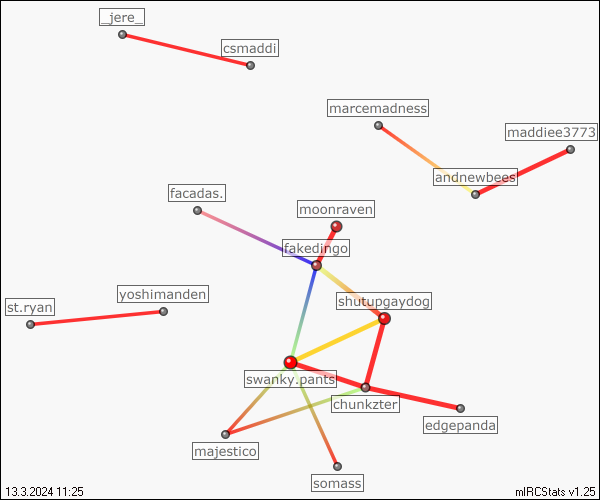 _jere_
csmaddi
marcemadness
maddiee3773
andnewbees
facadas.
moonraven
fakedingo
yoshimanden
st.ryan
shutupgaydog
swanky.pants
chunkzter
edgepanda
majestico
somass
13.3.2024 11:25
mIRCStats v1.25